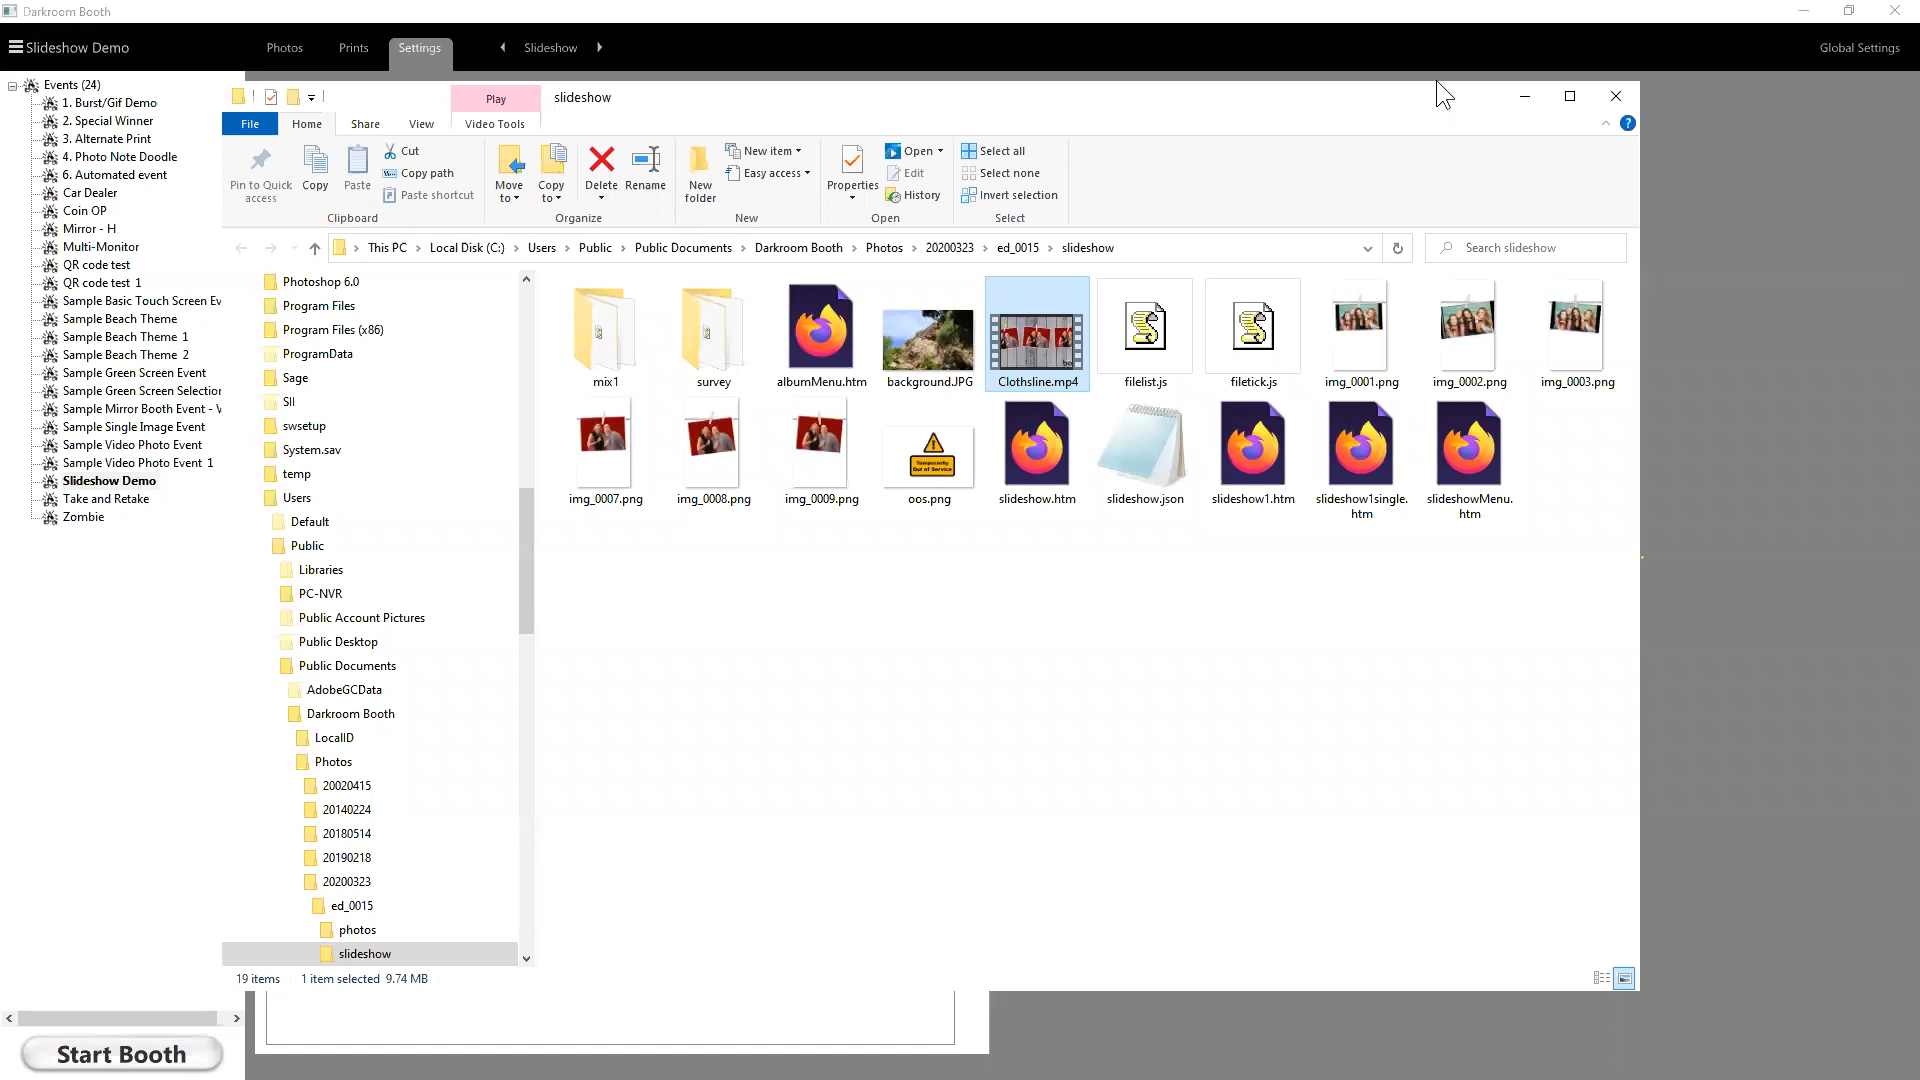 Darkroom Booth
Slideshow Demo
Photos
Prints
Settings
Slideshow
Global Settings
Events (24)
1. Burst/Gif Demo
2. Special Winner
3. Alternate Print
4. Photo Note Doodle
6. Automated event
Car Dealer
Coin OP
Mirror - H
Multi-Monitor
QR code test
QR code test 1
Sample Basic Touch Screen Ev
Sample Beach Theme
Sample Beach Theme 1
Sample Beach Theme 2
Sample Green Screen Event
Sample Green Screen Selection
Sample Mirror Booth Event - V
Sample Single Image Event
Sample Video Photo Event
Sample Video Photo Event 1
Slideshow Demo
Take and Retake
Zombie
Start Booth
Play
slideshow
File
Home
Share
View
Video Tools
Pin to Quick
access
Copy
Paste
Cut
Copy path
Paste shortcut
Clipboard
Move
to
Copy
to
Delete
Rename
Organize
New
folder
New item
Easy access
New
Properties
Open
Edit
History
Open
Select all
Select none
Invert selection
Select
This PC > Local Disk (C:) > Users > Public > Public Documents > Darkroom Booth > Photos > 20200323 > ed_0015 > slideshow
Search slideshow
Photoshop 6.0
Program Files
Program Files (x86)
ProgramData
Sage
SII
swsetup
System.sav
temp
Users
Default
Public
Libraries
PC-NVR
Public Account Pictures
Public Desktop
Public Documents
AdobeGCData
Darkroom Booth
LocalID
Photos
20020415
20140224
20180514
20190218
20200323
ed_0015
photos
slideshow
mix1
survey
albumMenu.htm
background.JPG
Clothsline.mp4
filelist.js
filetick.js
img_0001.png
img_0002.png
img_0003.png
img_0007.png
img_0008.png
img_0009.png
Temporarily
Out of Service
oos.png
slideshow.htm
slideshow.json
slideshow1.htm
slideshow1single.
htm
slideshowMenu.
htm
19 items
1 item selected 9.74 MB